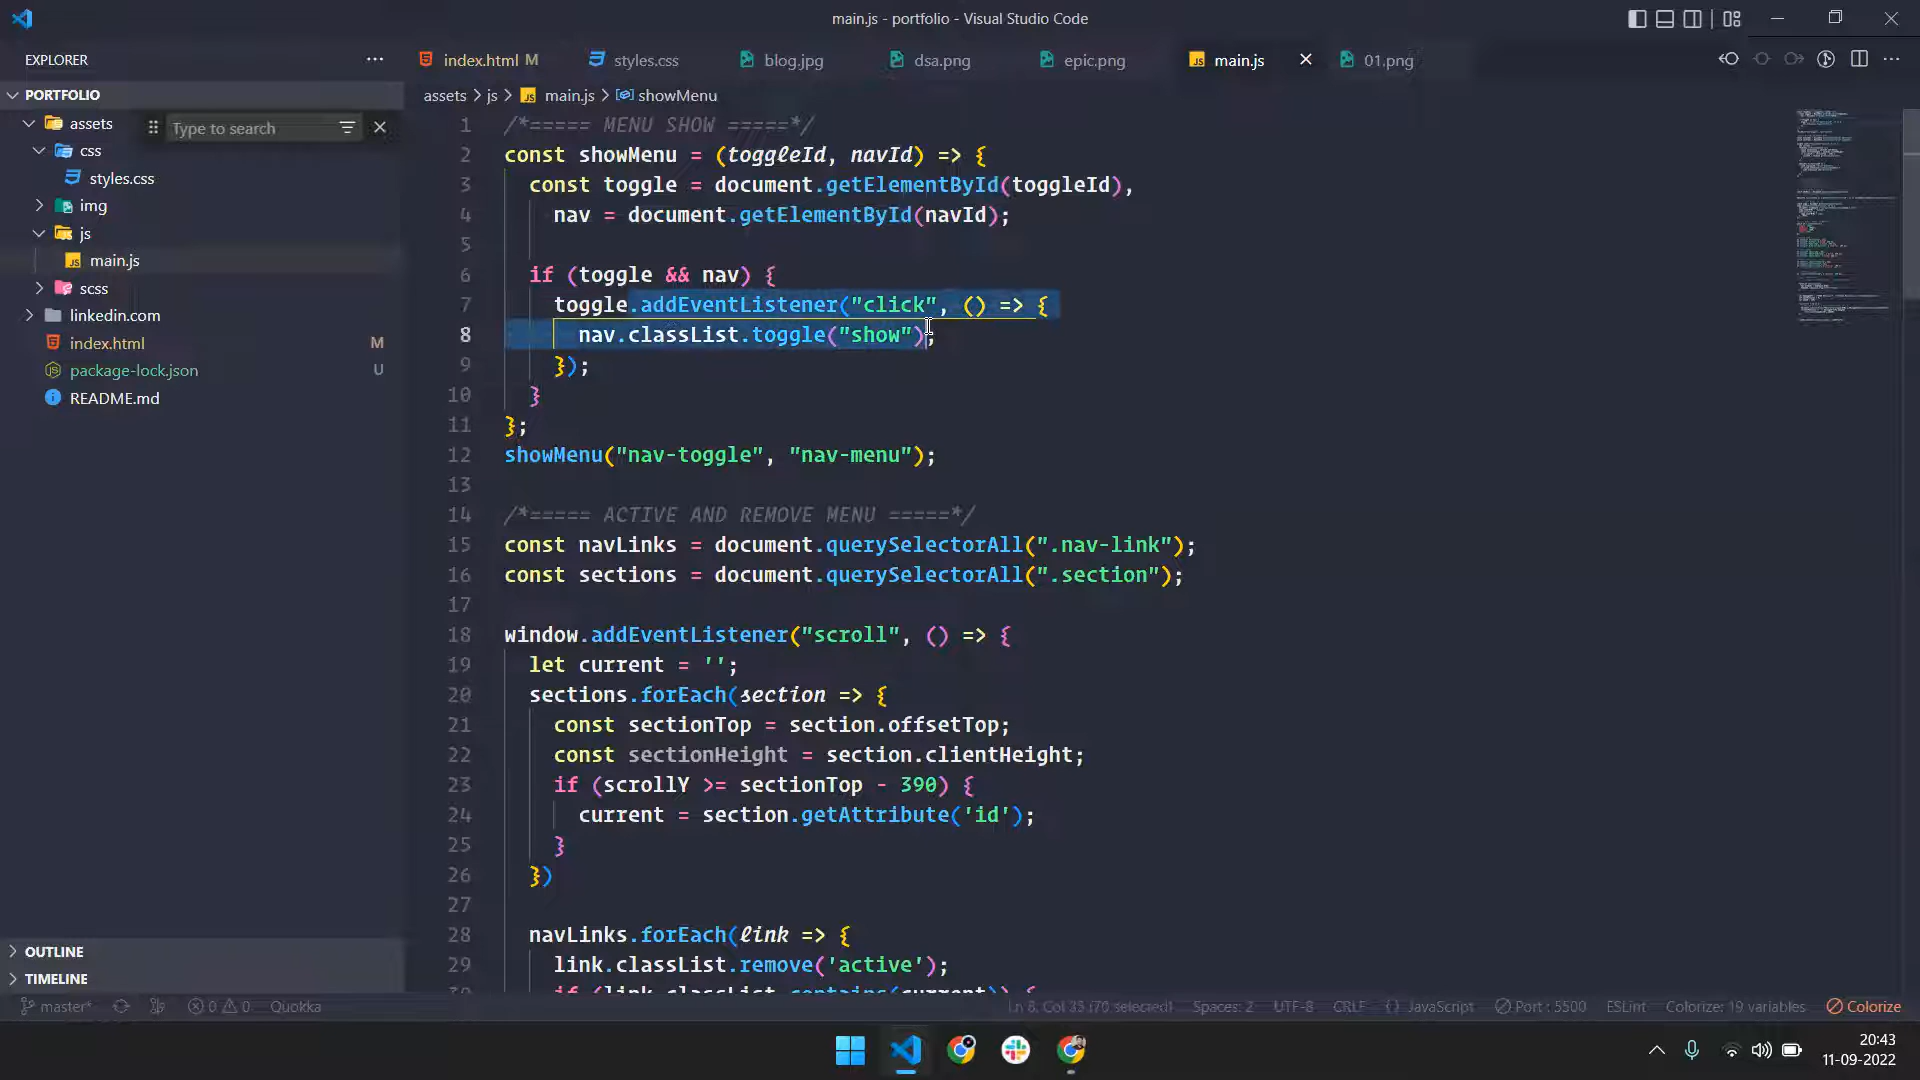 main.js - portfolio - Visual Studio Code
EXPLORER
index.html M
styles.css
blog.jpg
dsa.png
epic.png
main.js
01.png
PORTFOLIO
assets
Type to search
css
styles.css
img
js
main.js
scss
linkedin.com
index.html M
package-lock.json U
README.md
OUTLINE
TIMELINE
assets > js > main.js > showMenu
1 /*===== MENU SHOW =====*/
2 const showMenu = (toggleId, navId) => {
3 const toggle = document.getElementById(toggleId),
4 nav = document.getElementById(navId);
5
6 if (toggle && nav) {
7 toggle.addEventListener("click", () => {
8 nav.classList.toggle("show");
9 });
10 }
11 };
12 showMenu("nav-toggle", "nav-menu");
13
14 /*===== ACTIVE AND REMOVE MENU =====*/
15 const navLinks = document.querySelectorAll(".nav-link");
16 const sections = document.querySelectorAll(".section");
17
18 window.addEventListener("scroll", () => {
19 let current = '';
20 sections.forEach(section => {
21 const sectionTop = section.offsetTop;
22 const sectionHeight = section.clientHeight;
23 if (scrollY >= sectionTop - 390) {
24 current = section.getAttribute('id');
25 }
26 })
27
28 navLinks.forEach(link => {
29 link.classList.remove('active');
30 if (link.classList.contains(current)) {
master* 0 0 Quokka Ln 8, Col 35 (70 selected) Spaces: 2 UTF-8 CRLF {} JavaScript Port : 5500 ESLint Colorize: 19 variables Colorize
20:43
11-09-2022